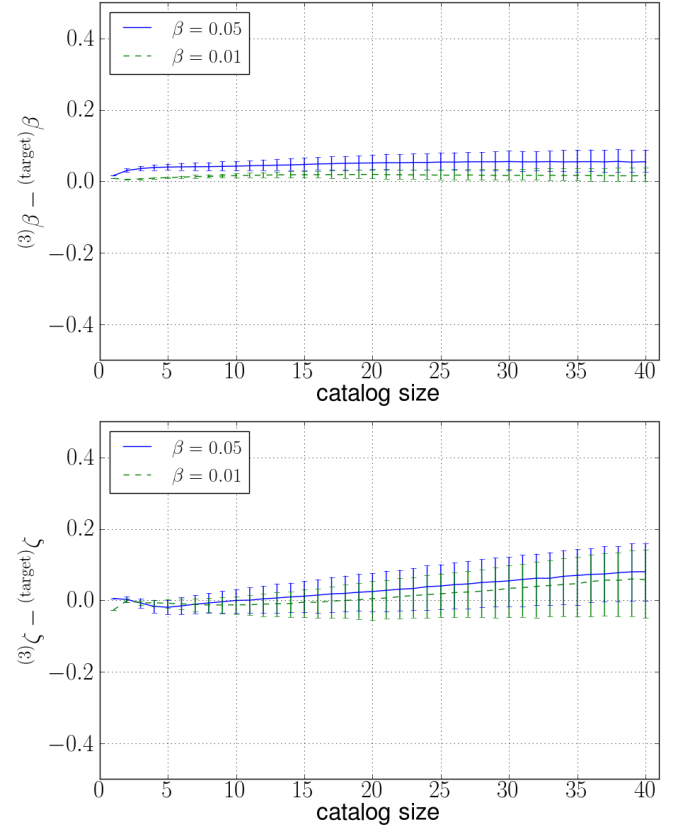 0.4
β = 0.05
β = 0.01
0.2
0.0
−0.2
−0.4
(3)β − (target)β
0 5 10 15 20 25 30 35 40
catalog size
0.4
β = 0.05
β = 0.01
0.2
0.0
−0.2
−0.4
(3)ζ − (target)ζ
0 5 10 15 20 25 30 35 40
catalog size